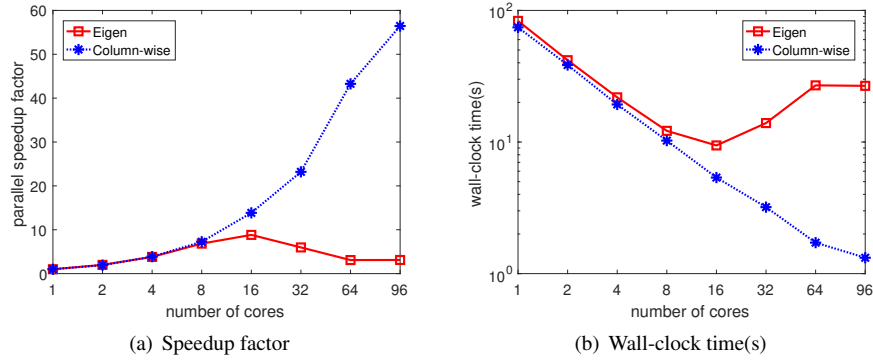 60
50
40
30
20
10
0
parallel speedup factor
Eigen
Column-wise
1 2 4 8 16 32 64 96
number of cores
(a) Speedup factor
10^2
10^1
10^0
wall-clock time(s)
Eigen
Column-wise
1 2 4 8 16 32 64 96
number of cores
(b) Wall-clock time(s)